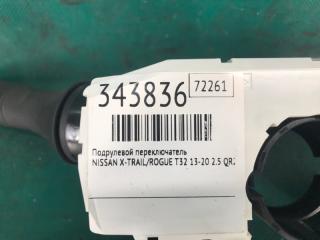 343836 72261
Подрулевой переключатель
NISSAN X-TRAIL/ROGUE T32 13-20 2.5 QR2